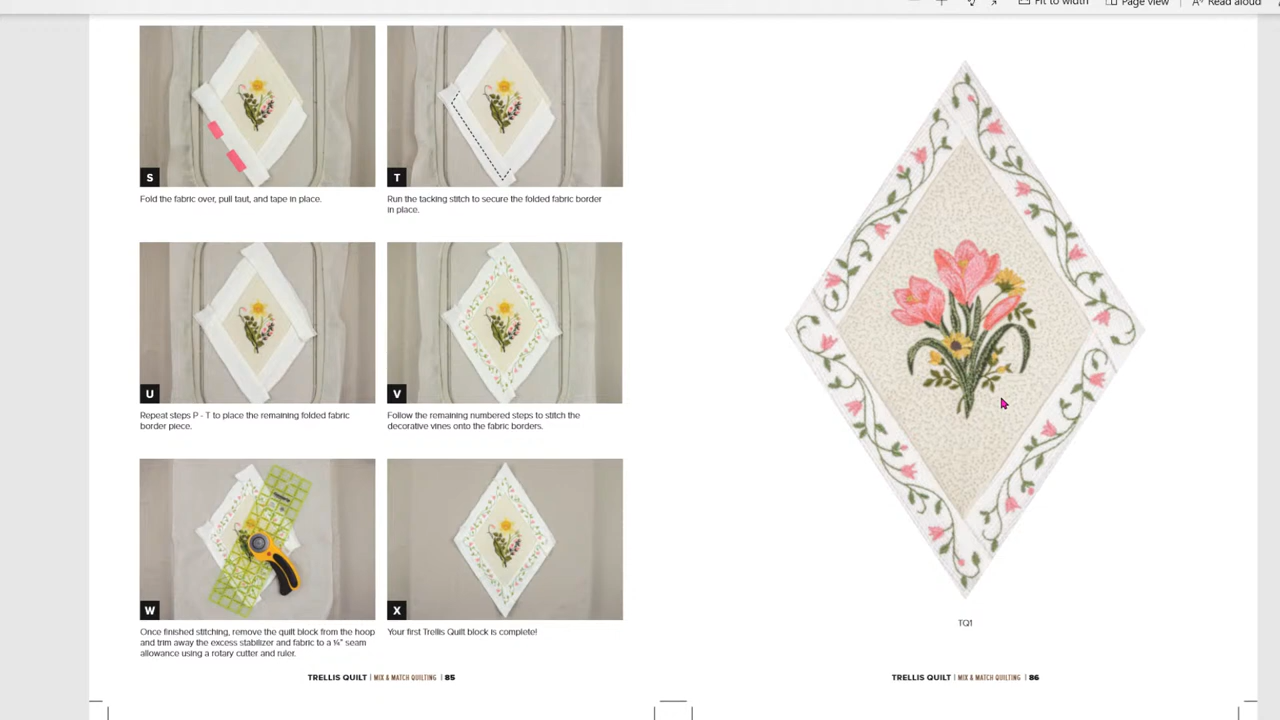 Fit to width
Page view
Read aloud
S
T
Fold the fabric over, pull taut, and tape in place.
Run the tacking stitch to secure the folded fabric border
in place.
U
V
Repeat steps P - T to place the remaining folded fabric
border piece.
Follow the remaining numbered steps to stitch the
decorative vines onto the fabric borders.
W
X
Once finished stitching, remove the quilt block from the hoop
and trim away the excess stabilizer and fabric to a ¼" seam
allowance using a rotary cutter and ruler.
Your first Trellis Quilt block is complete!
TRELLIS QUILT | MIX & MATCH QUILTING | 85
TQ1
TRELLIS QUILT | MIX & MATCH QUILTING | 86